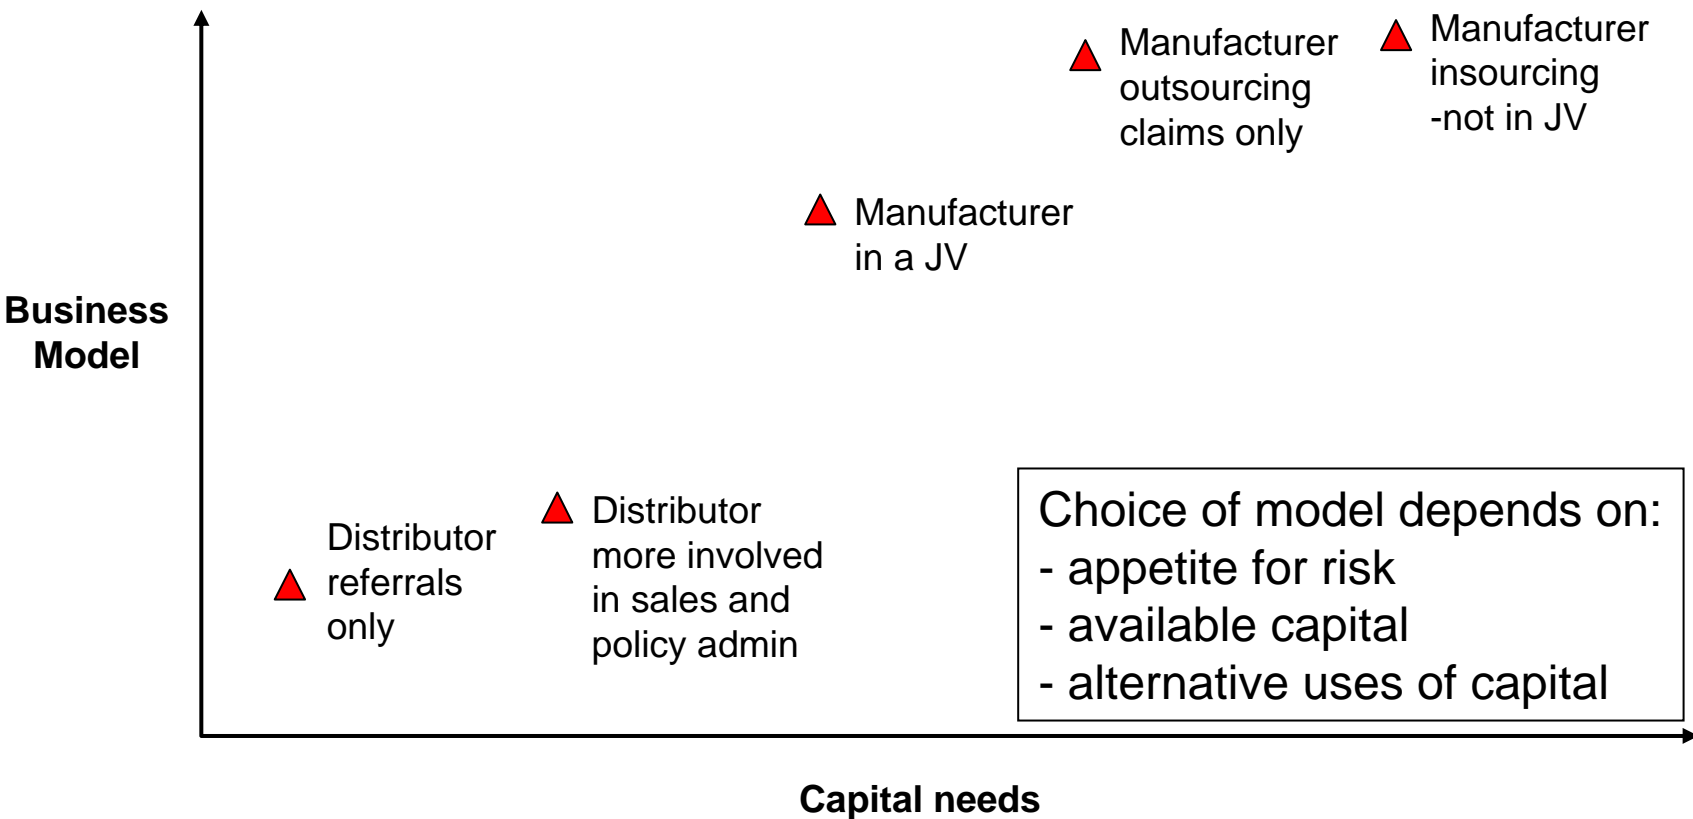 Manufacturer
outsourcing
claims only
Manufacturer
insourcing
-not in JV
Manufacturer
in a JV
Business
Model
Distributor
referrals
only
Distributor
more involved
in sales and
policy admin
Choice of model depends on:
- appetite for risk
- available capital
- alternative uses of capital
Capital needs